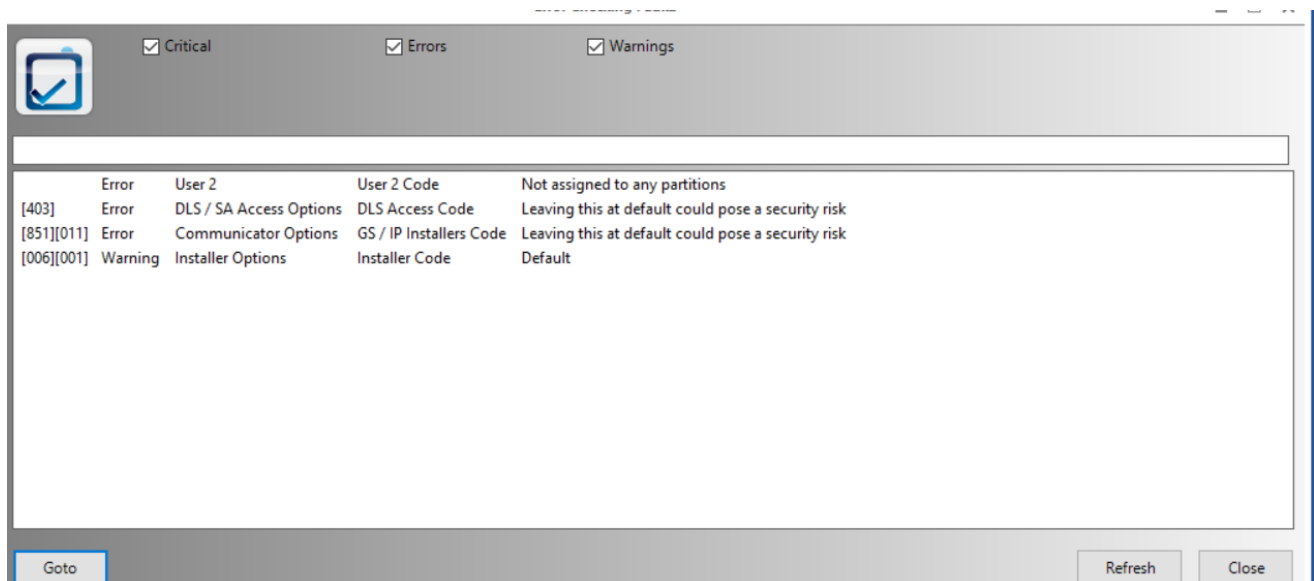 Critical Errors Warnings
Error User 2 User 2 Code Not assigned to any partitions
[403] Error DLS / SA Access Options DLS Access Code Leaving this at default could pose a security risk
[851][011] Error Communicator Options GS / IP Installers Code Leaving this at default could pose a security risk
[006][001] Warning Installer Options Installer Code Default
Goto Refresh Close